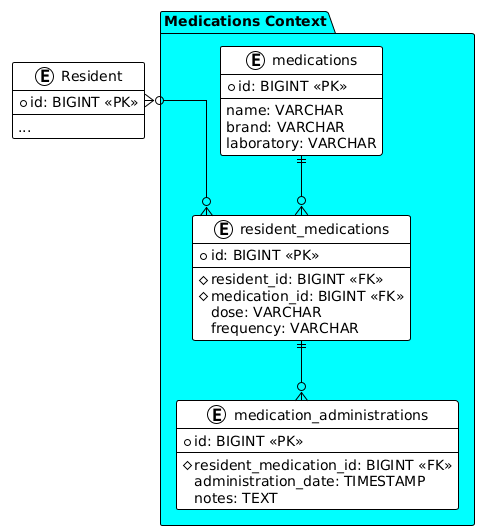 Medications Context
E medications
id: BIGINT «PK»
name: VARCHAR
brand: VARCHAR
laboratory: VARCHAR
E Resident
id: BIGINT «PK»
...
E resident_medications
id: BIGINT «PK»
resident_id: BIGINT «FK»
medication_id: BIGINT «FK»
dose: VARCHAR
frequency: VARCHAR
E medication_administrations
id: BIGINT «PK»
resident_medication_id: BIGINT «FK»
administration_date: TIMESTAMP
notes: TEXT